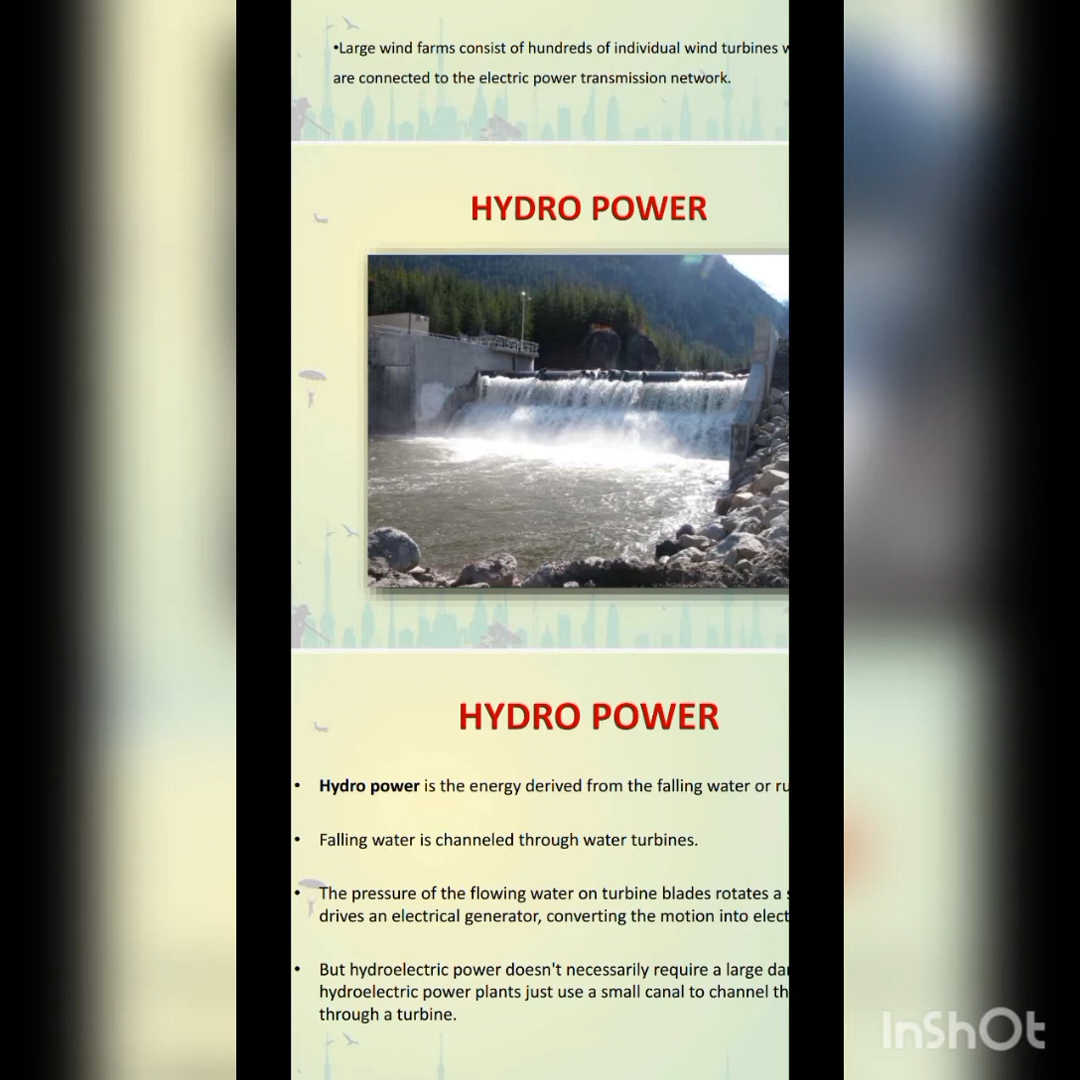 •Large wind farms consist of hundreds of individual wind turbines
are connected to the electric power transmission network.
HYDRO POWER
HYDRO POWER
• Hydro power is the energy derived from the falling water or
• Falling water is channeled through water turbines.
• The pressure of the flowing water on turbine blades rotates a
drives an electrical generator, converting the motion into
• But hydroelectric power doesn't necessarily require a large
hydroelectric power plants just use a small canal to channel
through a turbine.
InShOt